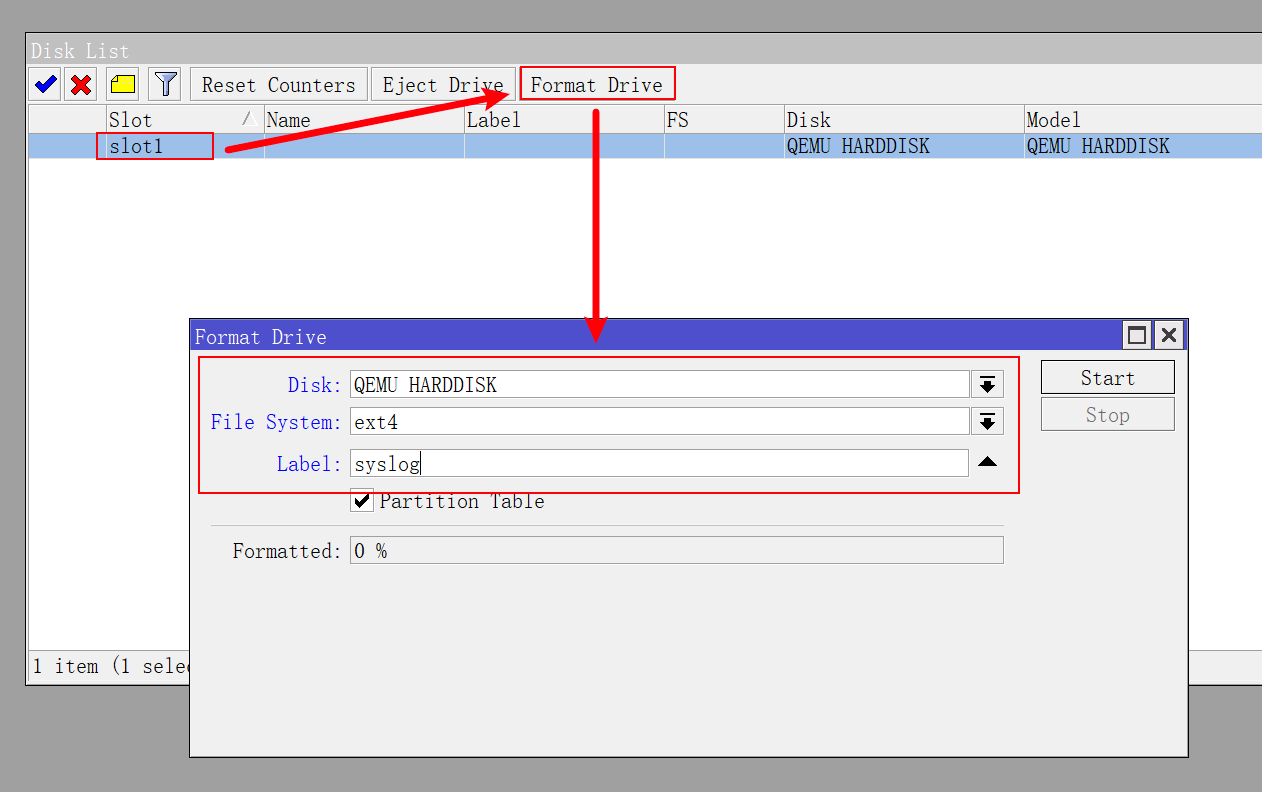 Disk List
Reset Counters Eject Drive Format Drive
Slot Name Label FS Disk Model
slot1 QEMU HARDDISK QEMU HARDDISK
Format Drive
Disk: QEMU HARDDISK Start
File System: ext4 Stop
Label: syslog
Partition Table
Formatted: 0 %
1 item (1 selec